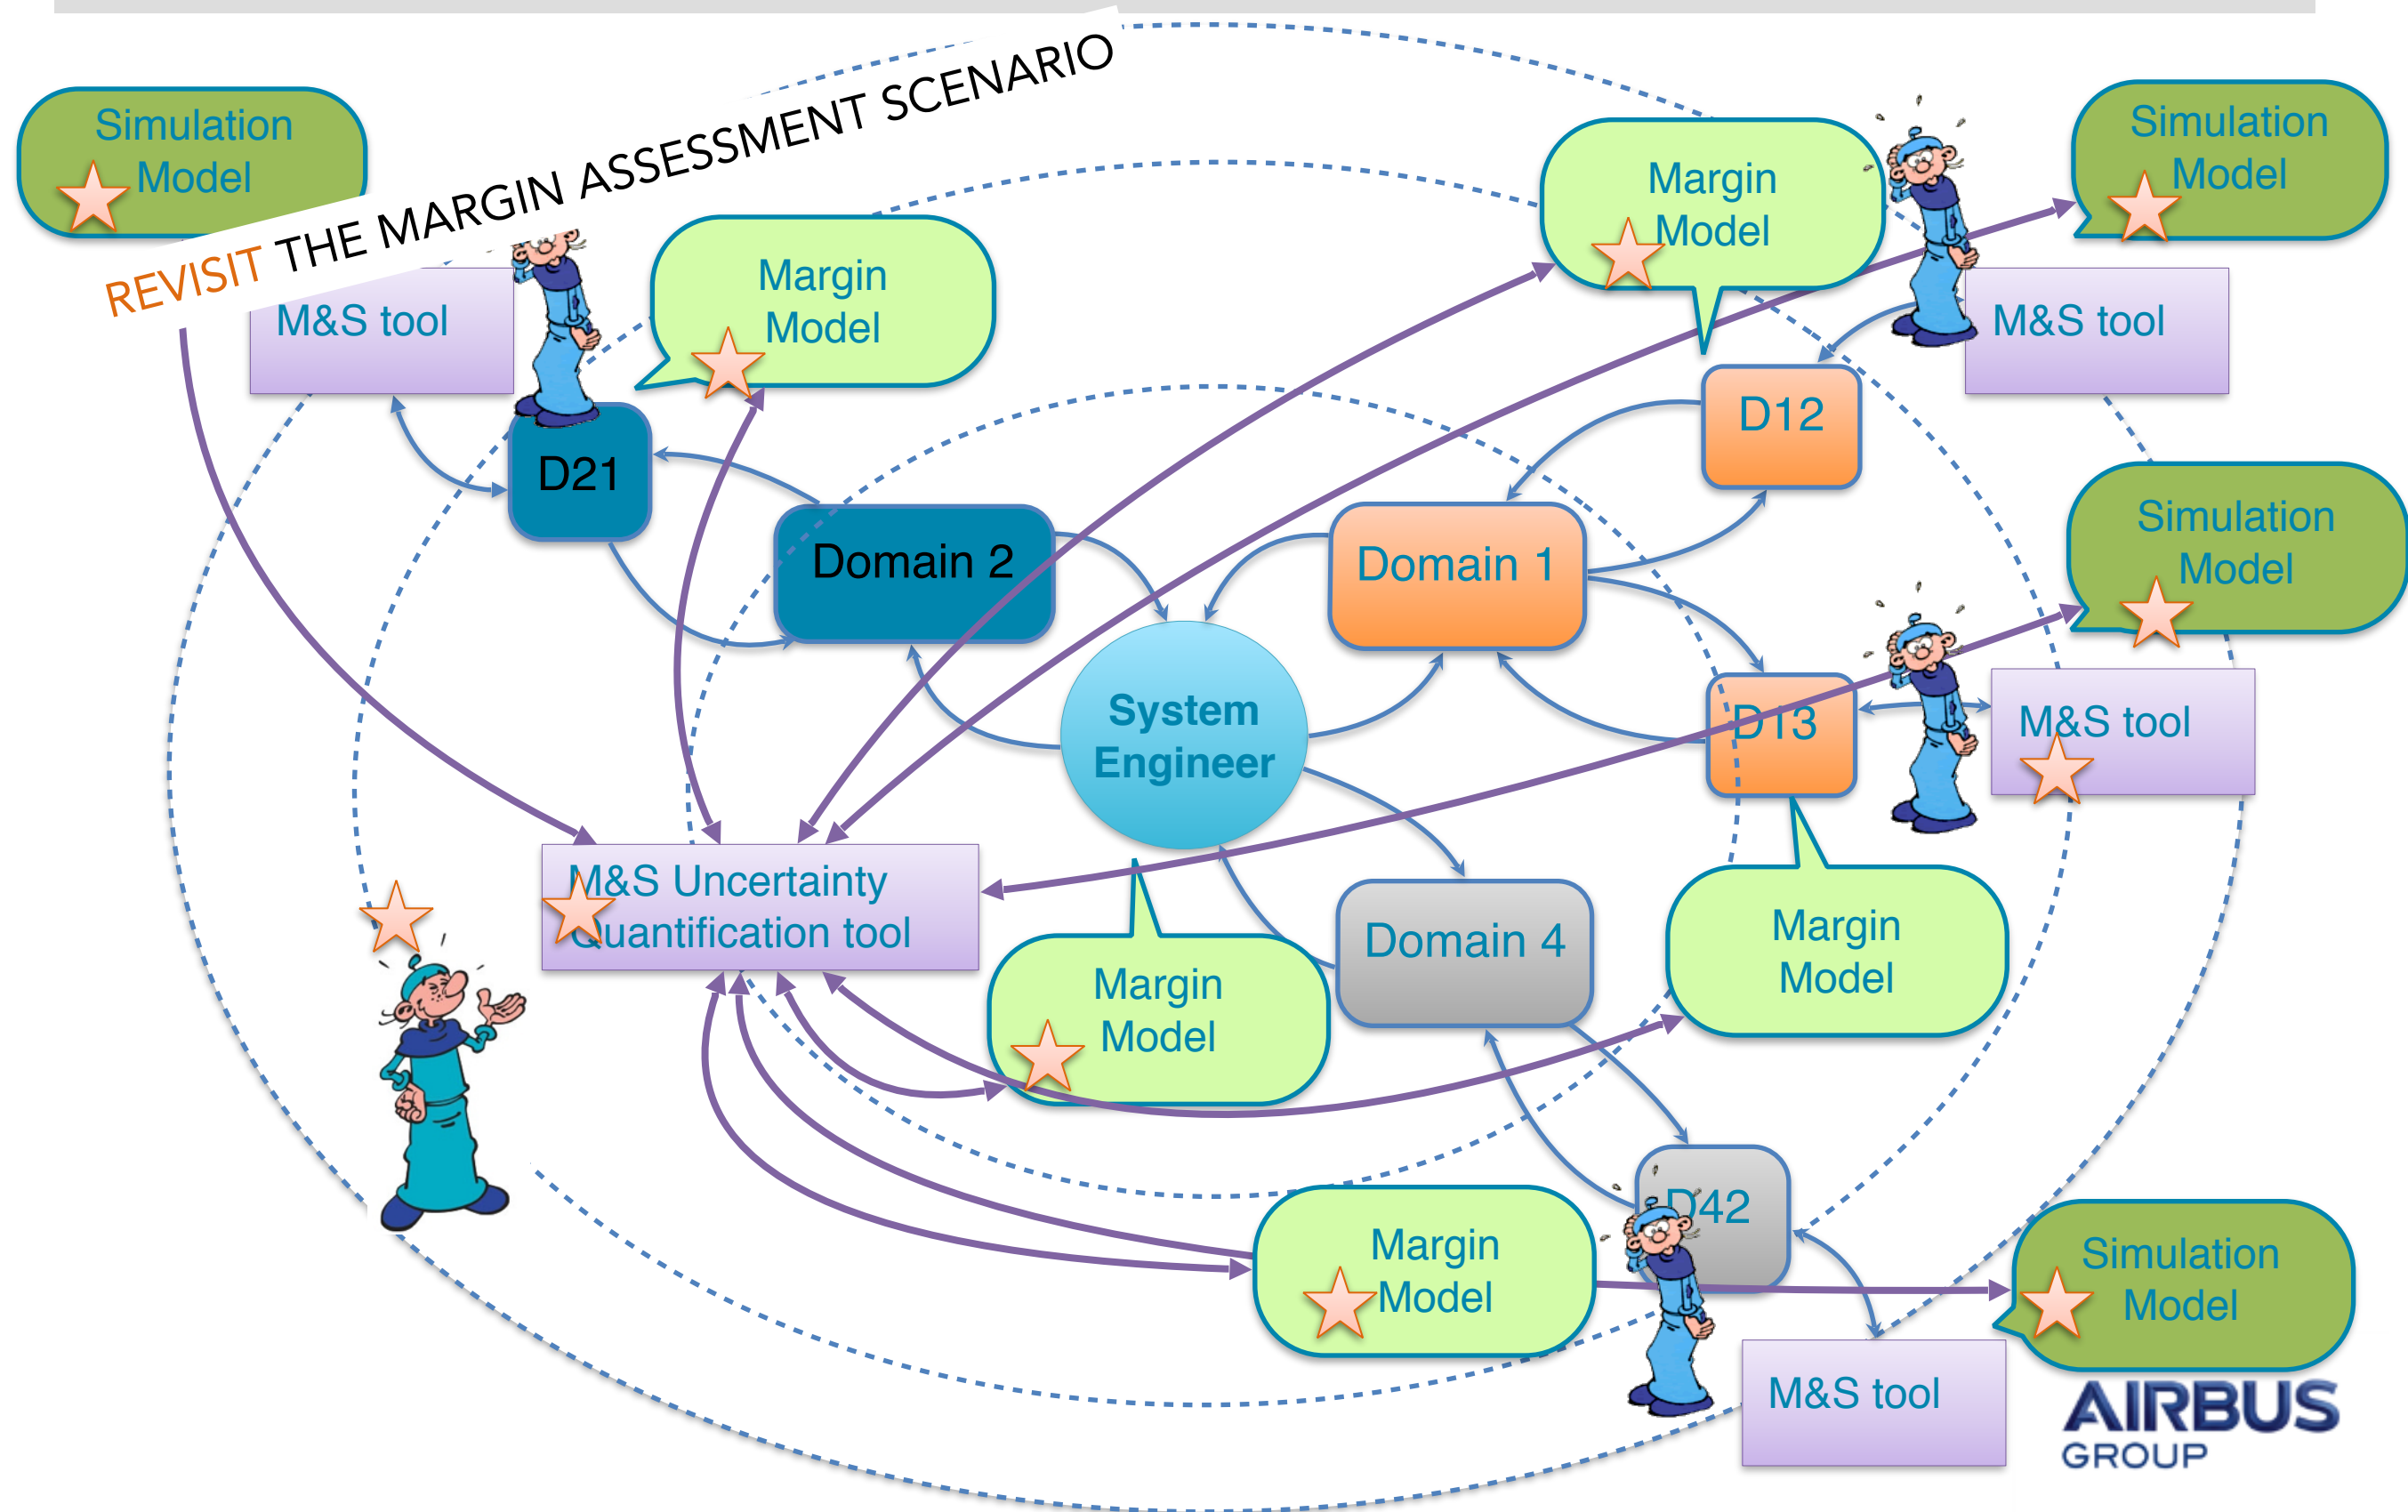 REVISIT THE MARGIN ASSESSMENT SCENARIO
Simulation
Model
Margin
Model
Simulation
Model
M&S tool
Margin
Model
M&S tool
D12
D21
Domain 2
Domain 1
Simulation
Model
System
Engineer
D13
M&S tool
M&S Uncertainty
Quantification tool
Domain 4
Margin
Model
Margin
Model
D42
Margin
Model
Simulation
Model
M&S tool
AIRBUS
GROUP